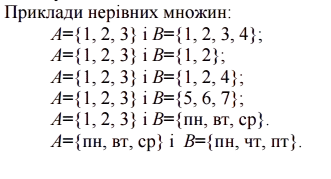 Приклади нерівних множин:
A={1, 2, 3} і B={1, 2, 3, 4};
A={1, 2, 3} і B={1, 2};
A={1, 2, 3} і B={1, 2, 4};
A={1, 2, 3} і B={5, 6, 7};
A={1, 2, 3} і B={пн, вт, ср}.
A={пн, вт, ср} і B={пн, чт, пт}.